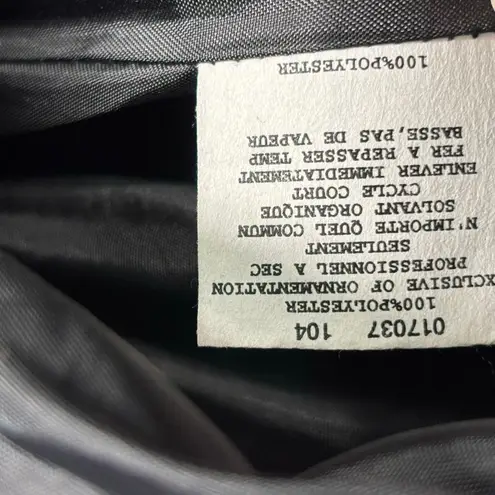 017037 104
100%POLYESTER
EXCLUSIVE OF ORNAMENTATION
PROFESSIONNEL A SEC
SEULEMENT
N'IMPORTE QUEL COMMUN
SOLVANT ORGANIQUE
CYCLE COURT
ENLEVER IMMEDIATEMENT
FER A REPASSER TEMP
BASSE, PAS DE VAPEUR
100%POLYESTER